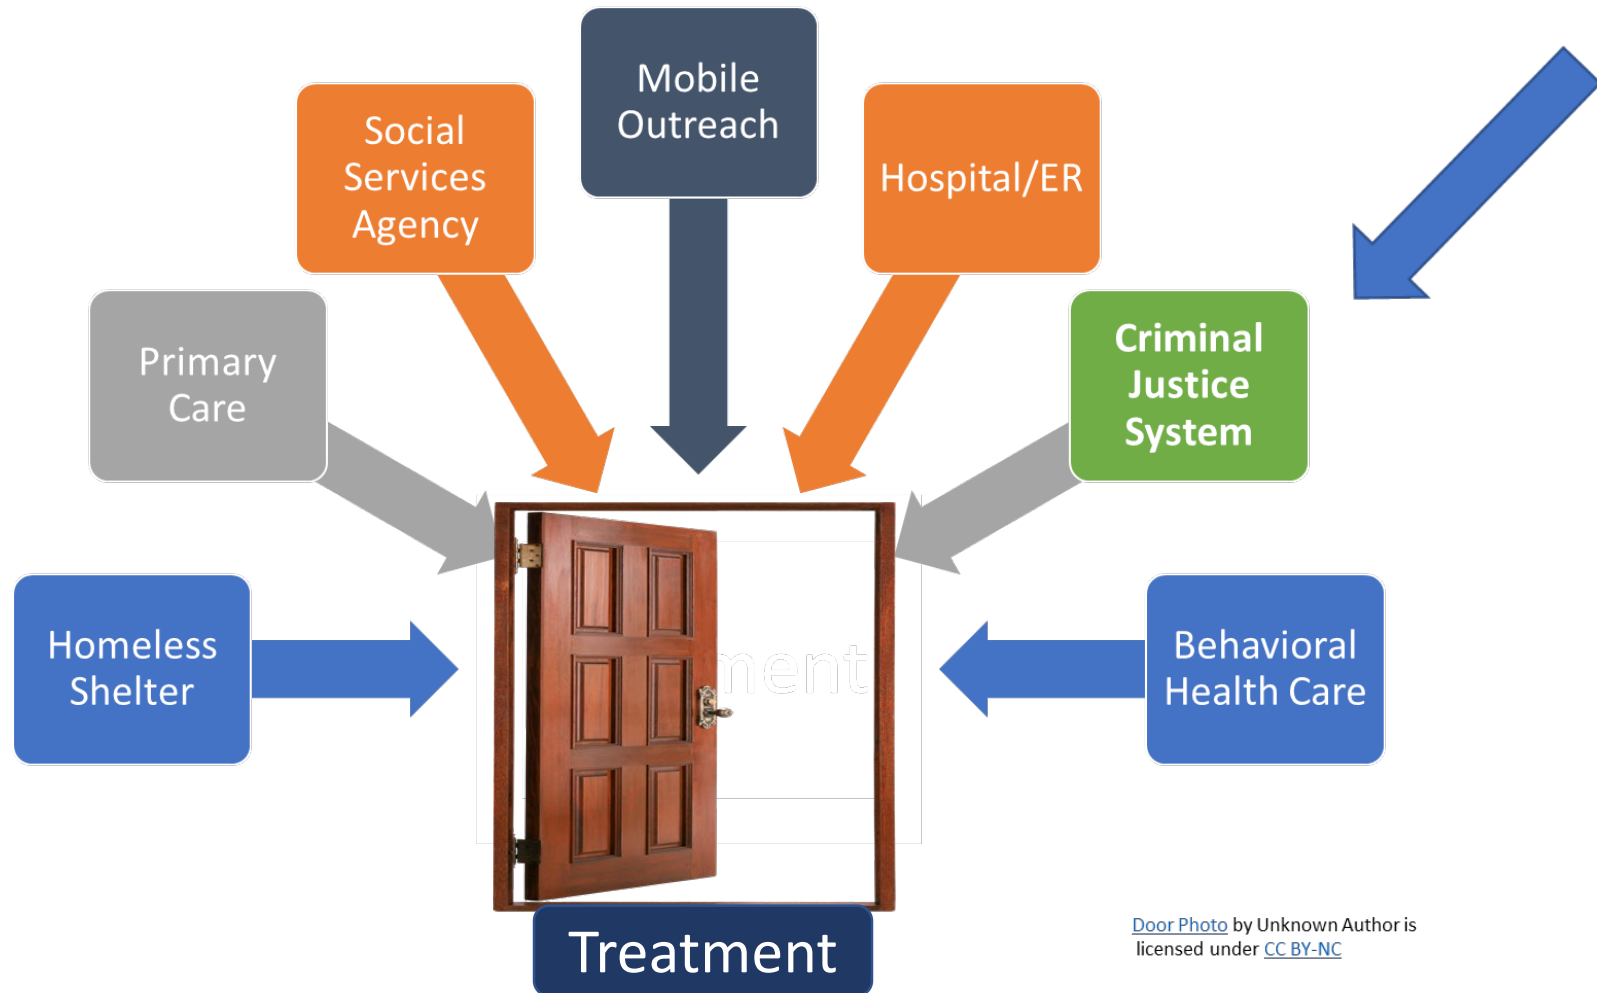 Mobile
Outreach
Social
Services
Agency
Hospital/ER
Primary
Care
Criminal
Justice
System
Homeless
Shelter
ment
Behavioral
Health Care
Treatment
Door Photo by Unknown Author is
licensed under CC BY-NC